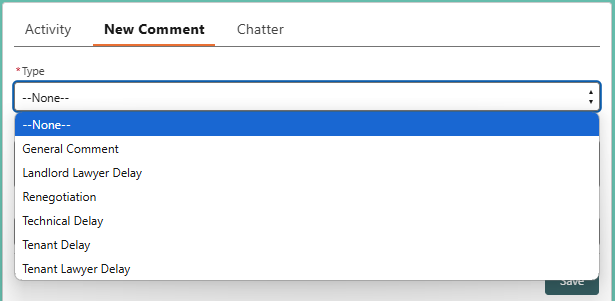 Activity New Comment Chatter
*Type
--None--
--None--
General Comment
Landlord Lawyer Delay
Renegotiation
Technical Delay
Tenant Delay
Tenant Lawyer Delay
Save